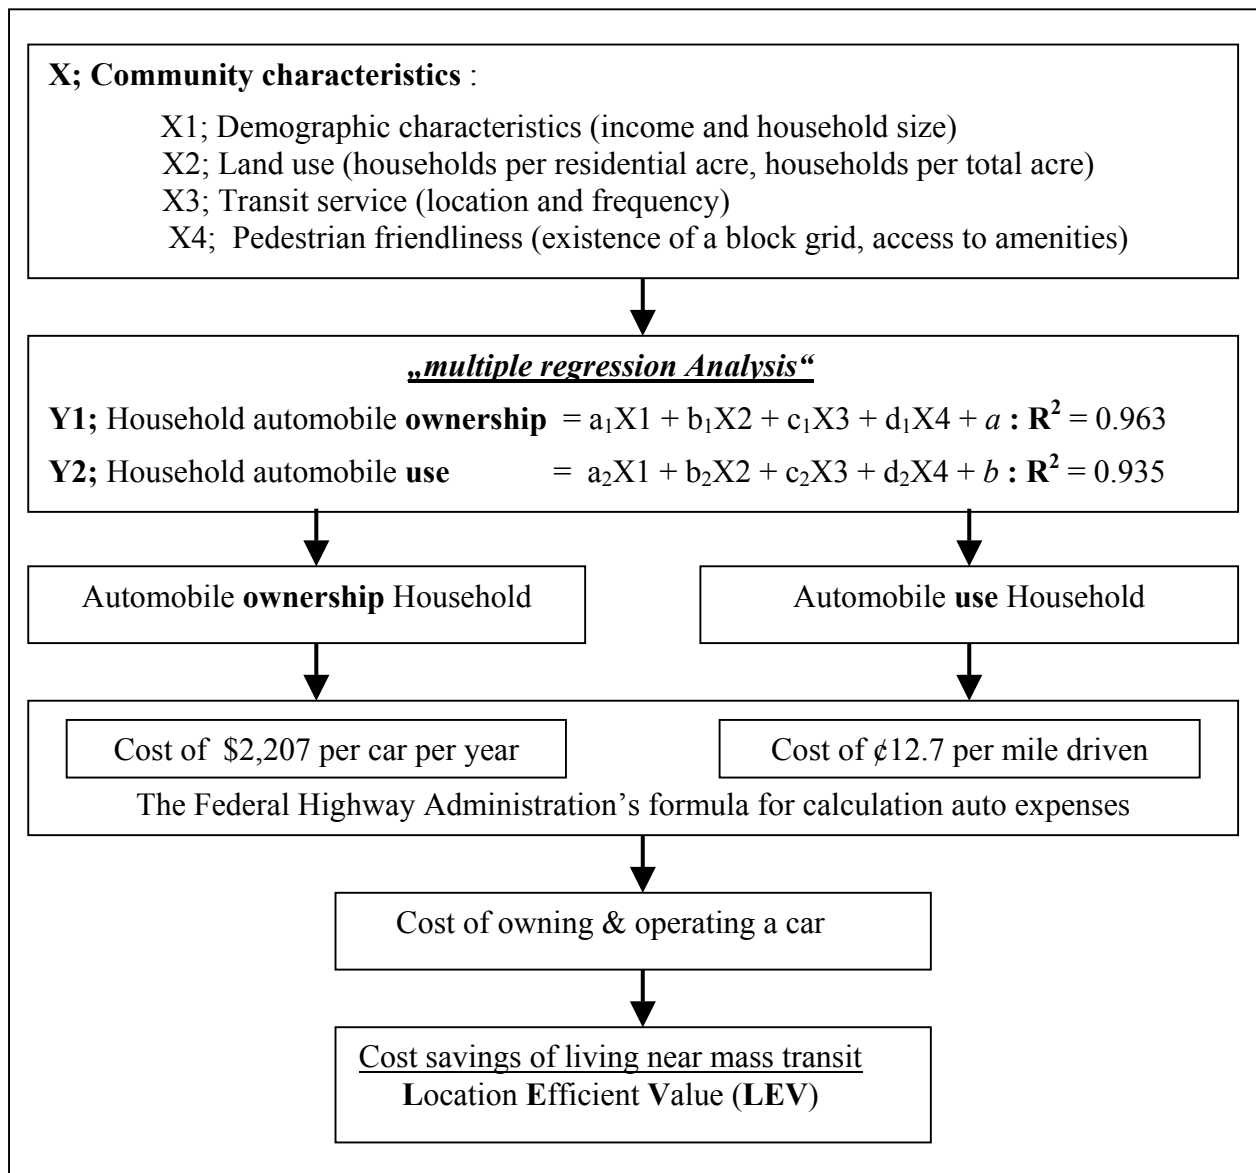 X; Community characteristics :
X1; Demographic characteristics (income and household size)
X2; Land use (households per residential acre, households per total acre)
X3; Transit service (location and frequency)
X4; Pedestrian friendliness (existence of a block grid, access to amenities)
„multiple regression Analysis“
Y1; Household automobile ownership = a₁X1 + b₁X2 + c₁X3 + d₁X4 + a : R² = 0.963
Y2; Household automobile use = a₂X1 + b₂X2 + c₂X3 + d₂X4 + b : R² = 0.935
Automobile ownership Household
Automobile use Household
Cost of $2,207 per car per year
Cost of ¢12.7 per mile driven
The Federal Highway Administration’s formula for calculation auto expenses
Cost of owning & operating a car
Cost savings of living near mass transit
Location Efficient Value (LEV)